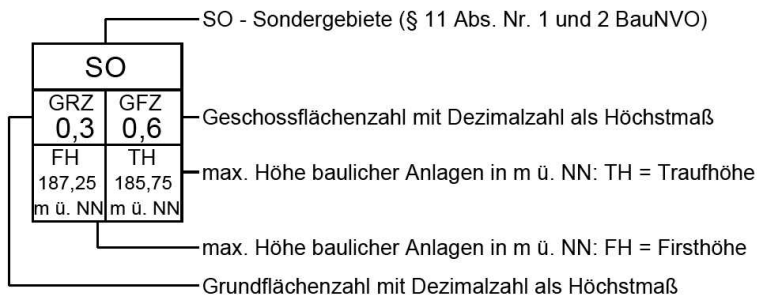 SO - Sondergebiete (§ 11 Abs. Nr. 1 und 2 BauNVO)
SO
GRZ GFZ
0,3 0,6
Geschossflächenzahl mit Dezimalzahl als Höchstmaß
FH TH
187,25 185,75
m ü. NN m ü. NN
max. Höhe baulicher Anlagen in m ü. NN: TH = Traufhöhe
max. Höhe baulicher Anlagen in m ü. NN: FH = Firsthöhe
Grundflächenzahl mit Dezimalzahl als Höchstmaß